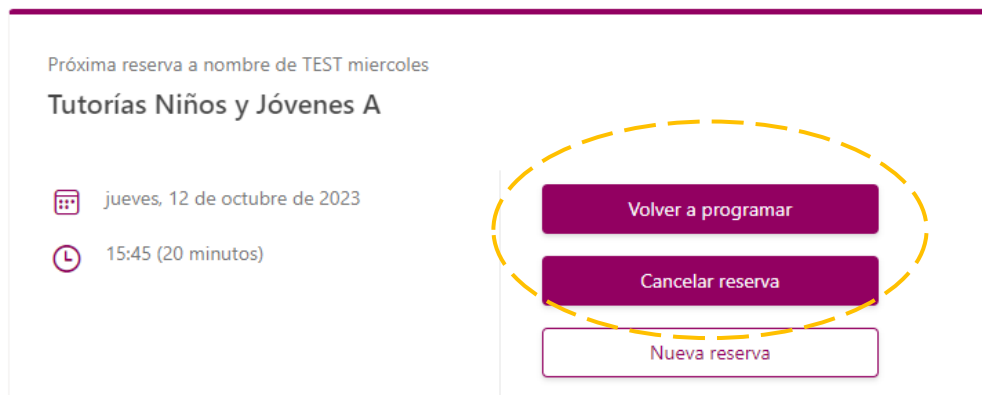 Próxima reserva a nombre de TEST miercoles
Tutorías Niños y Jóvenes A
jueves, 12 de octubre de 2023
15:45 (20 minutos)
Volver a programar
Cancelar reserva
Nueva reserva